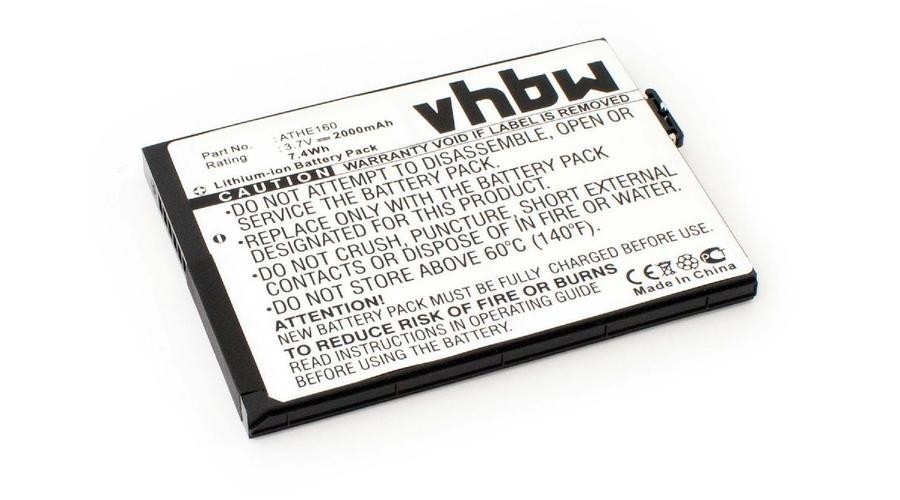 vhbw
Part No. : ATHE160
Rating : 3.7V ⎓ 2000mAh
7.4Wh
Lithium-ion Battery Pack
CAUTION WARRANTY VOID IF LABEL IS REMOVED
•DO NOT ATTEMPT TO DISASSEMBLE, OPEN OR
SERVICE THE BATTERY PACK.
•REPLACE ONLY WITH THE BATTERY PACK
DESIGNATED FOR THIS PRODUCT.
•DO NOT CRUSH, PUNCTURE, SHORT EXTERNAL
CONTACTS OR DISPOSE OF IN FIRE OR WATER.
•DO NOT STORE ABOVE 60°C (140°F).
ATTENTION!
NEW BATTERY PACK MUST BE FULLY CHARGED BEFORE USE.
TO REDUCE RISK OF FIRE OR BURNS
READ INSTRUCTIONS IN OPERATING GUIDE
BEFORE USING THE BATTERY.
CE
Made in China